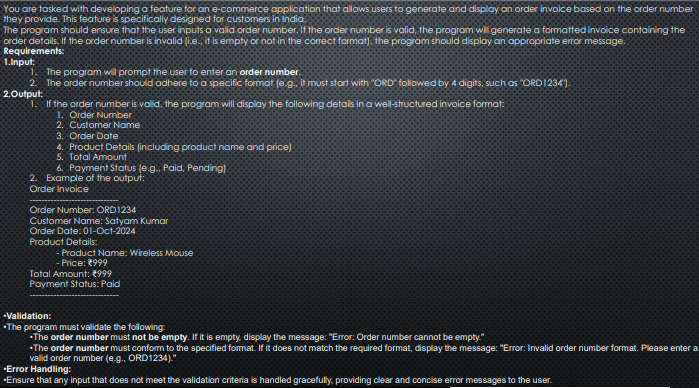 You are tasked with developing a feature for an e-commerce application that allows users to generate and display an order invoice based on the order number
they provide. This feature is specifically designed for customers in India.
The program should ensure that the user inputs a valid order number. If the order number is valid, the program will generate a formatted invoice containing the
order details. If the order number is invalid (i.e., it is empty or not in the correct format), the program should display an appropriate error message.
Requirements:
1.Input:
1. The program will prompt the user to enter an order number.
2. The order number should adhere to a specific format (e.g., it must start with "ORD" followed by 4 digits, such as "ORD1234").
2.Output:
1. If the order number is valid, the program will display the following details in a well-structured invoice format:
1. Order Number
2. Customer Name
3. Order Date
4. Product Details (including product name and price)
5. Total Amount
6. Payment Status (e.g., Paid, Pending)
2. Example of the output:
Order Invoice
------------------------------
Order Number: ORD1234
Customer Name: Satyam Kumar
Order Date: 01-Oct-2024
Product Details:
- Product Name: Wireless Mouse
- Price: ₹999
Total Amount: ₹999
Payment Status: Paid
------------------------------
•Validation:
•The program must validate the following:
•The order number must not be empty. If it is empty, display the message: "Error: Order number cannot be empty."
•The order number must conform to the specified format. If it does not match the required format, display the message: "Error: Invalid order number format. Please enter a
valid order number (e.g., ORD1234)."
•Error Handling:
•Ensure that any input that does not meet the validation criteria is handled gracefully, providing clear and concise error messages to the user.